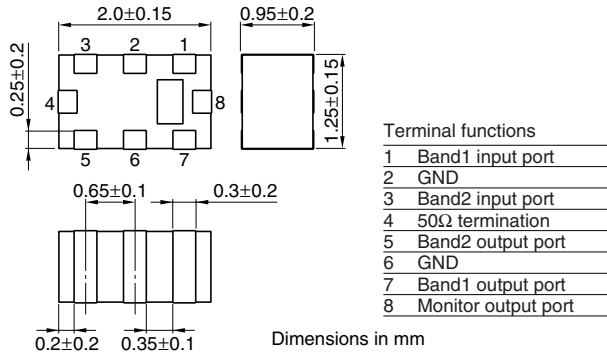 2.0±0.15
0.95±0.2
3 2 1
0.25±0.2
4
8
1.25±0.15
5 6 7
0.65±0.1
0.3±0.2
0.2±0.2
0.35±0.1
Dimensions in mm
Terminal functions
1 Band1 input port
2 GND
3 Band2 input port
4 50Ω termination
5 Band2 output port
6 GND
7 Band1 output port
8 Monitor output port